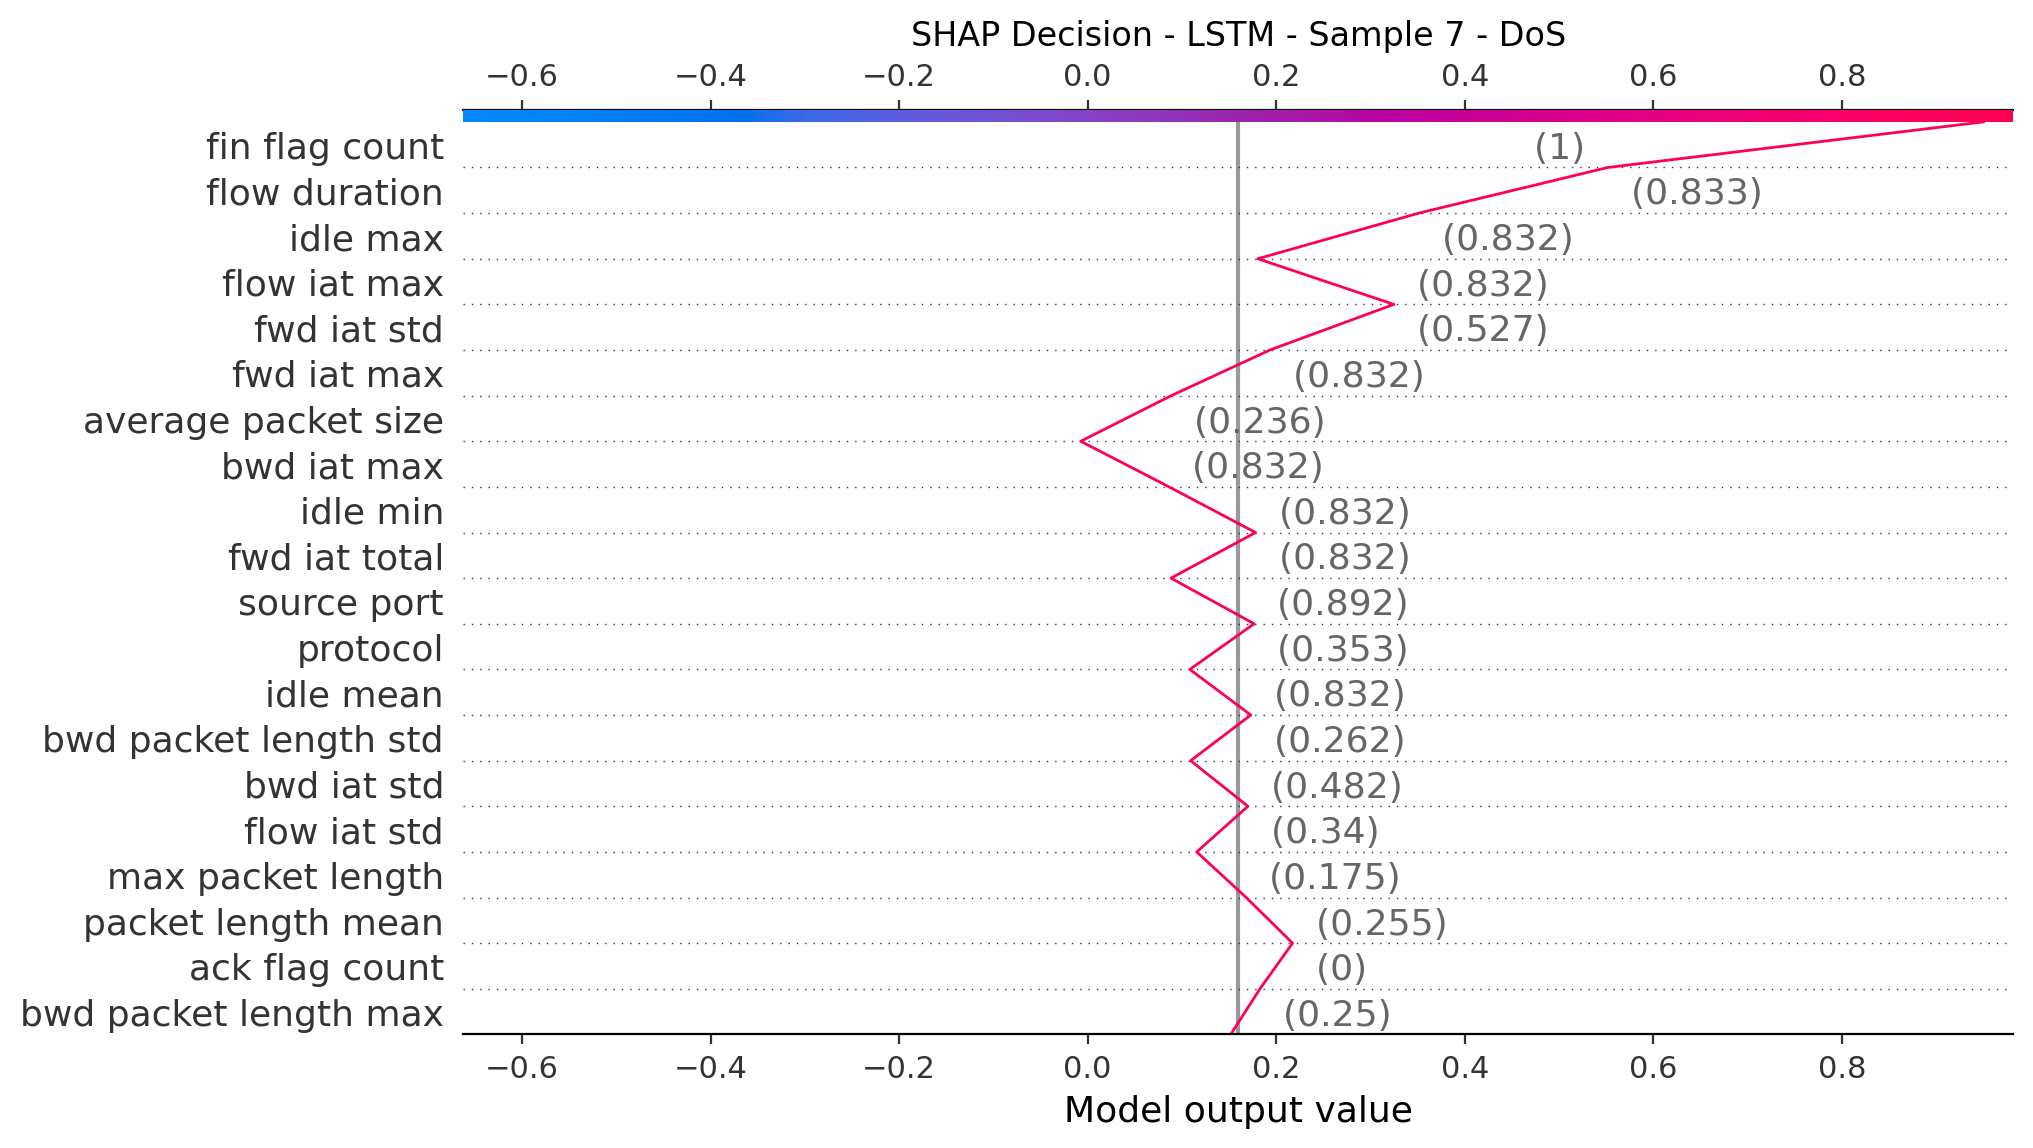 SHAP Decision - LSTM - Sample 7 - DoS
−0.6 −0.4 −0.2 0.0 0.2 0.4 0.6 0.8
fin flag count (1)
flow duration (0.833)
idle max (0.832)
flow iat max (0.832)
fwd iat std (0.527)
fwd iat max (0.832)
average packet size (0.236)
bwd iat max (0.832)
idle min (0.832)
fwd iat total (0.832)
source port (0.892)
protocol (0.353)
idle mean (0.832)
bwd packet length std (0.262)
bwd iat std (0.482)
flow iat std (0.34)
max packet length (0.175)
packet length mean (0.255)
ack flag count (0)
bwd packet length max (0.25)
−0.6 −0.4 −0.2 0.0 0.2 0.4 0.6 0.8
Model output value